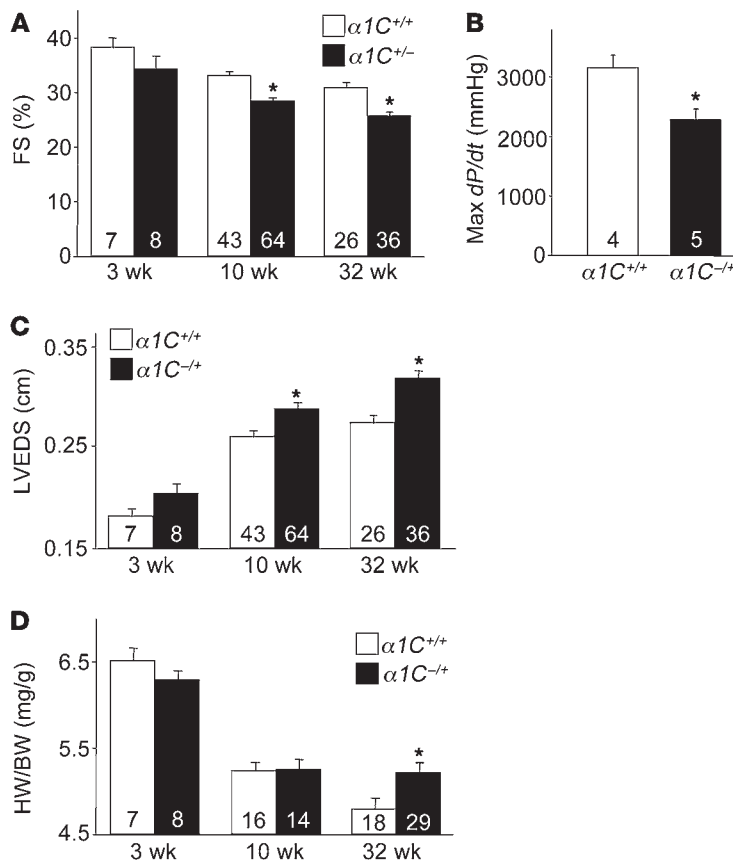 A
FS (%)
40
30
20
10
0
α1C+/+
α1C+/−
*
*
7 8 43 64 26 36
3 wk 10 wk 32 wk
B
Max dP/dt (mmHg)
3000
2000
1000
0
*
4 5
α1C+/+ α1C−/+
C
LVEDS (cm)
0.35
0.25
0.15
α1C+/+
α1C−/+
*
*
7 8 43 64 26 36
3 wk 10 wk 32 wk
D
HW/BW (mg/g)
6.5
5.5
4.5
α1C+/+
α1C−/+
*
7 8 16 14 18 29
3 wk 10 wk 32 wk